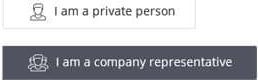 I am a private person
I am a company representative